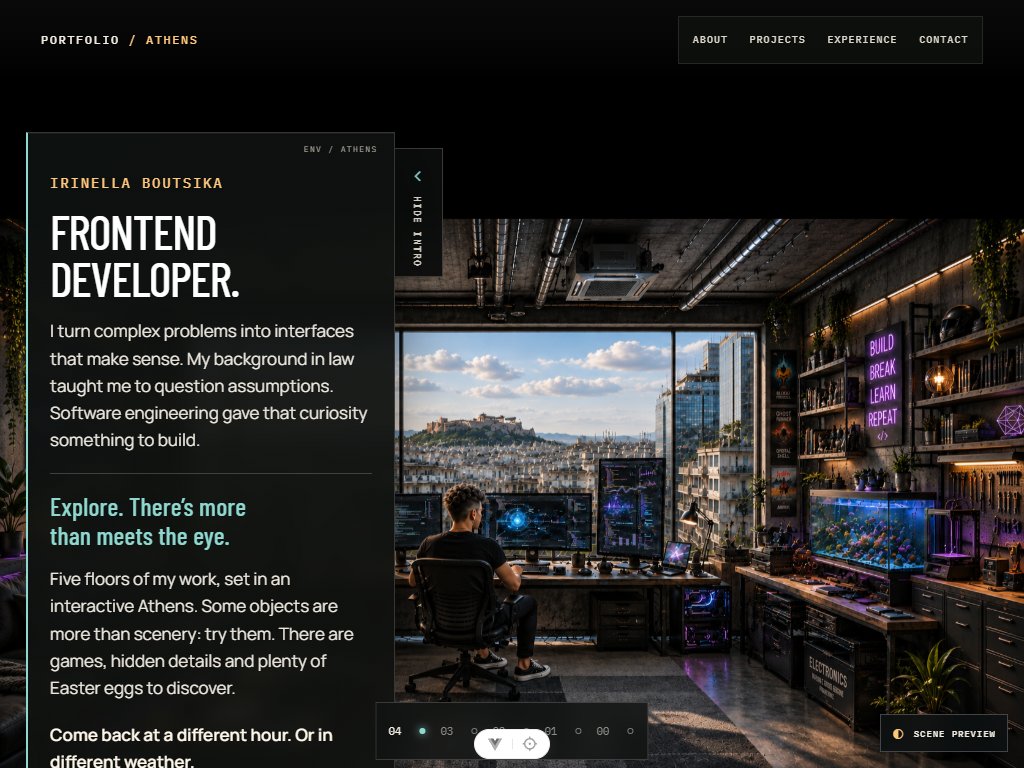 PORTFOLIO / ATHENS
ABOUT PROJECTS EXPERIENCE CONTACT
ENV / ATHENS
IRINELLA BOUTSIKA
FRONTEND
DEVELOPER.
I turn complex problems into interfaces
that make sense. My background in law
taught me to question assumptions.
Software engineering gave that curiosity
something to build.
Explore. There’s more
than meets the eye.
Five floors of my work, set in an
interactive Athens. Some objects are
more than scenery: try them. There are
games, hidden details and plenty of
Easter eggs to discover.
Come back at a different hour. Or in
different weather.
HIDE INTRO
BUILD
BREAK
LEARN
REPEAT
</>
ELECTRONICS
04 03 01 00
SCENE PREVIEW